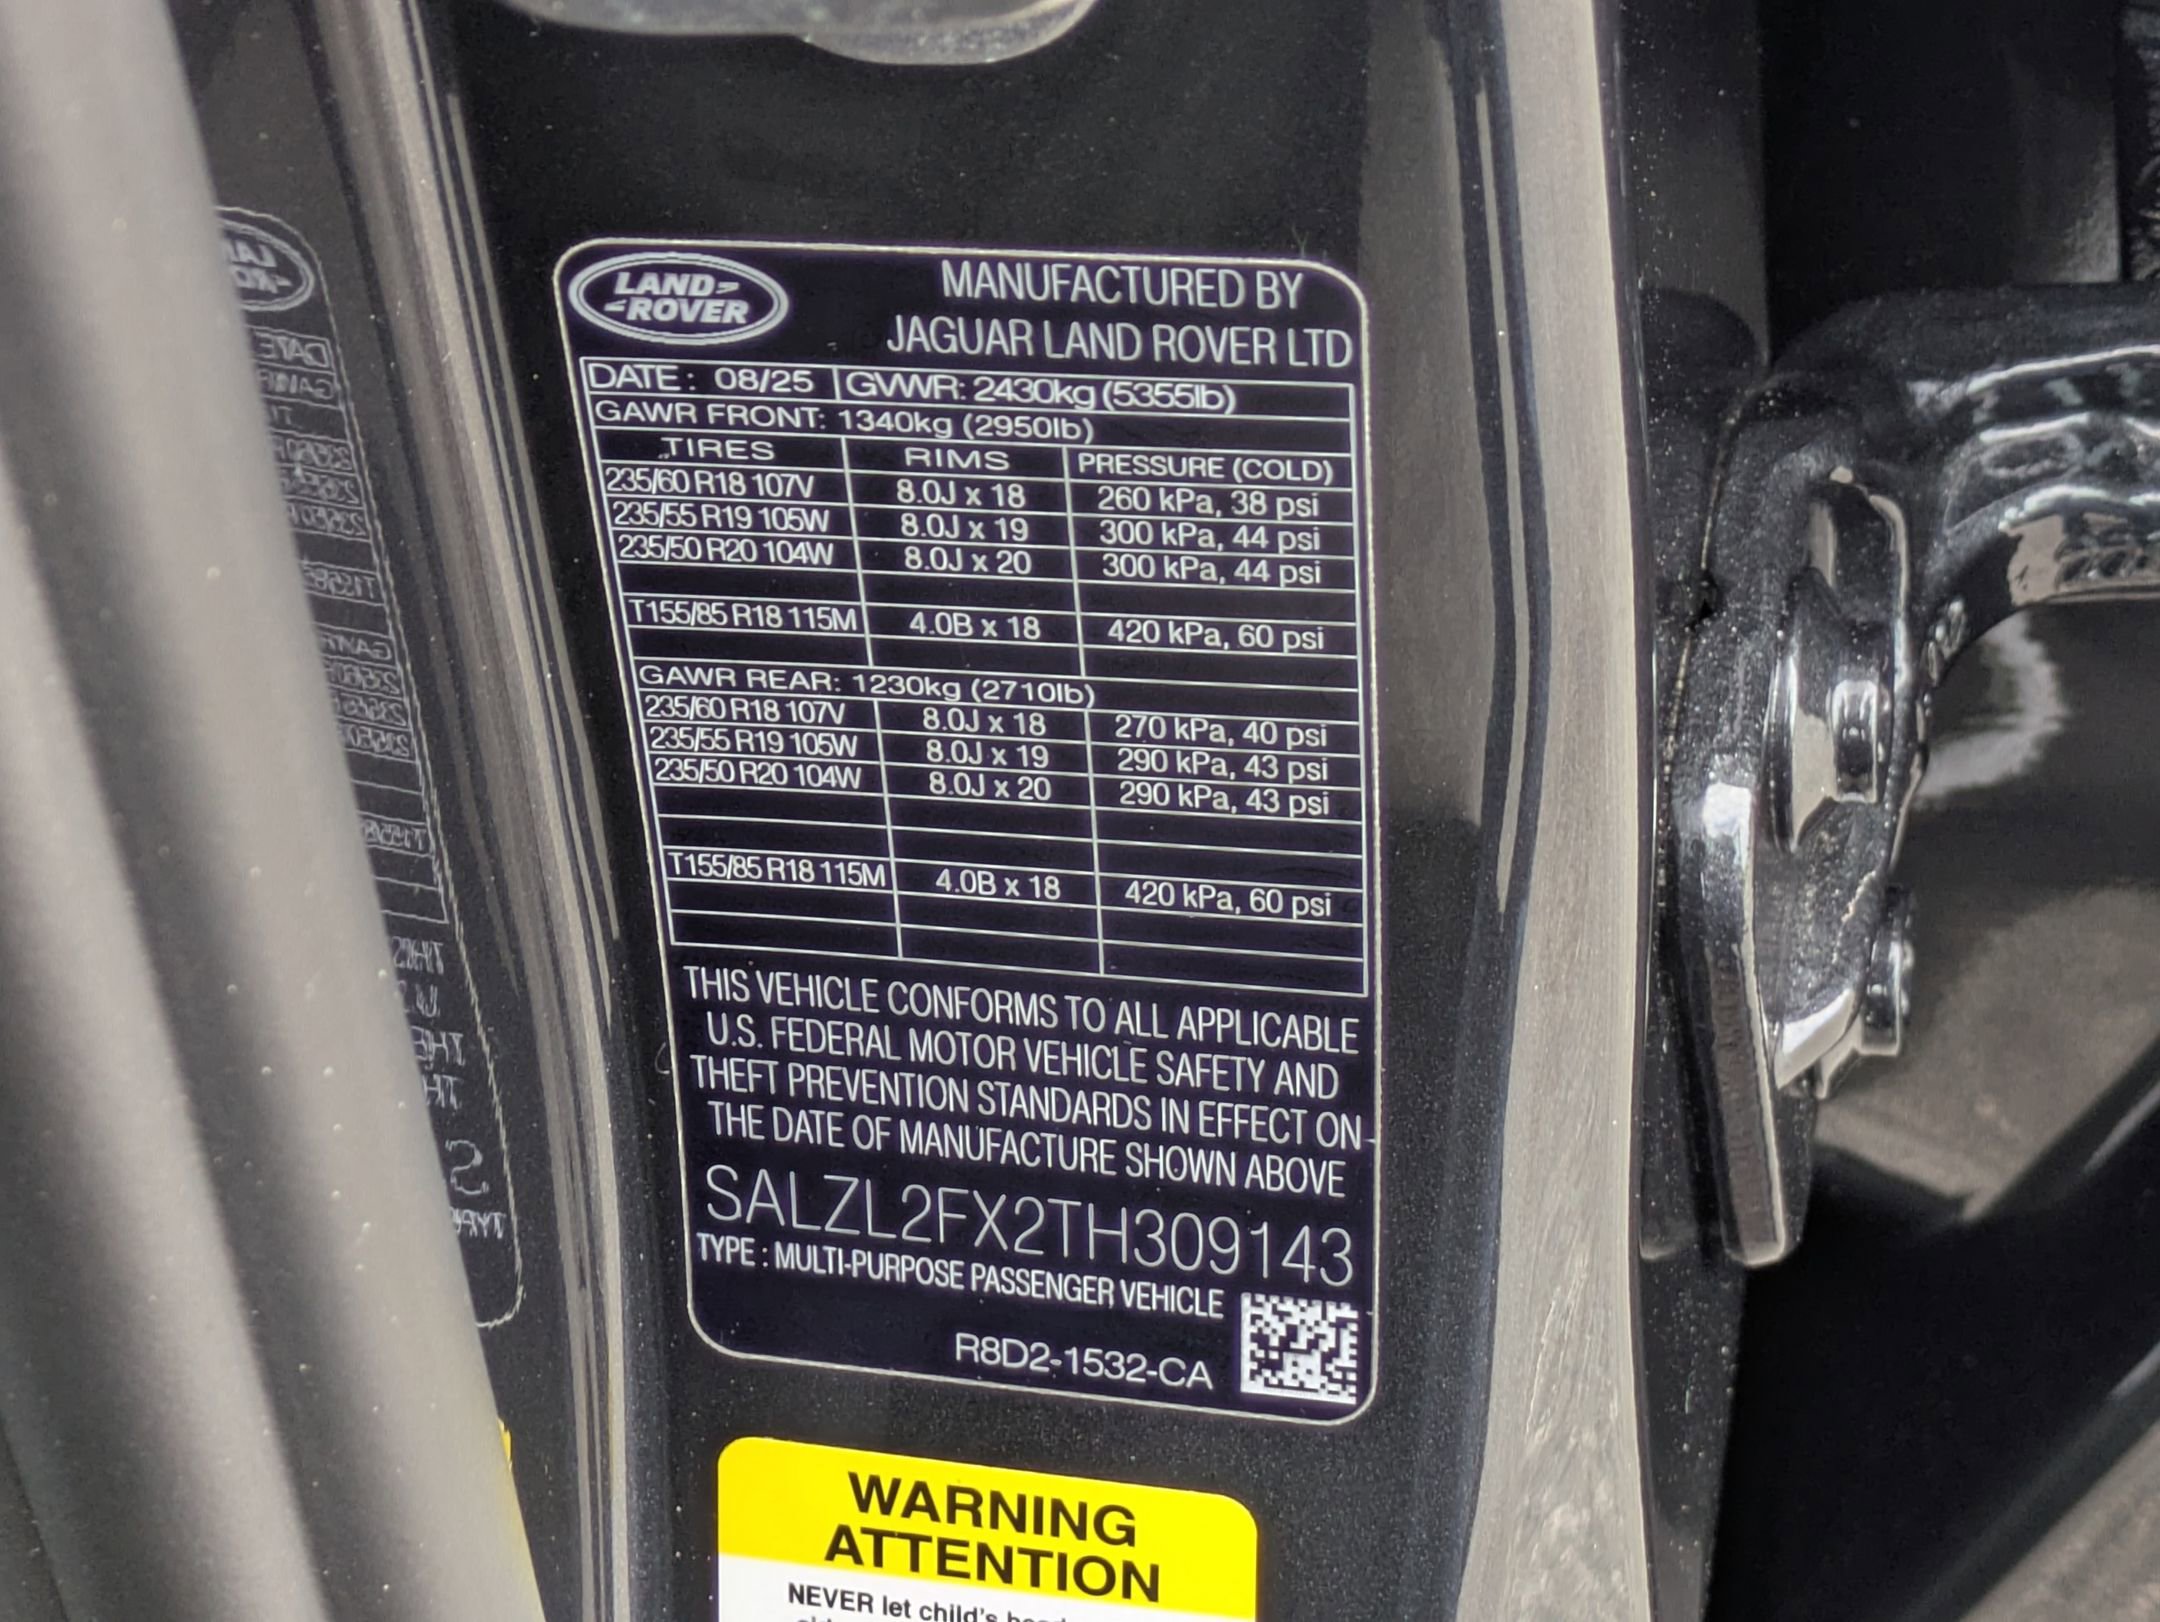 LAND-
-ROVER
MANUFACTURED BY
JAGUAR LAND ROVER LTD
DATE: 08/25 GVWR: 2430kg (5355lb)
GAWR FRONT: 1340kg (2950lb)
TIRES RIMS PRESSURE (COLD)
235/60 R18 107V 8.0J x 18 260 kPa, 38 psi
235/55 R19 105W 8.0J x 19 300 kPa, 44 psi
235/50 R20 104W 8.0J x 20 300 kPa, 44 psi
T155/85 R18 115M 4.0B x 18 420 kPa, 60 psi
GAWR REAR: 1230kg (2710lb)
235/60 R18 107V 8.0J x 18 270 kPa, 40 psi
235/55 R19 105W 8.0J x 19 290 kPa, 43 psi
235/50 R20 104W 8.0J x 20 290 kPa, 43 psi
T155/85 R18 115M 4.0B x 18 420 kPa, 60 psi
THIS VEHICLE CONFORMS TO ALL APPLICABLE
U.S. FEDERAL MOTOR VEHICLE SAFETY AND
THEFT PREVENTION STANDARDS IN EFFECT ON
THE DATE OF MANUFACTURE SHOWN ABOVE
SALZL2FX2TH309143
TYPE : MULTI-PURPOSE PASSENGER VEHICLE
R8D2-1532-CA
WARNING
ATTENTION
NEVER let child's